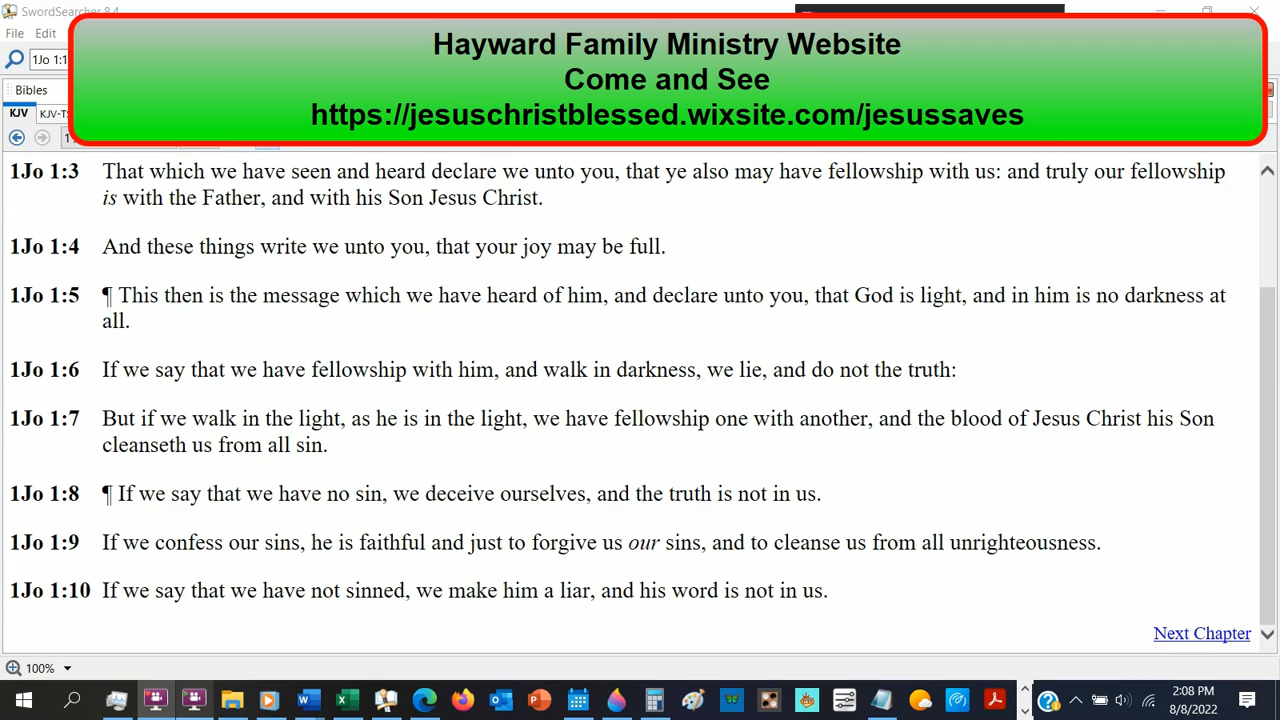 SwordSearcher 8.4
File Edit
Hayward Family Ministry Website
Come and See
https://jesuschristblessed.wixsite.com/jesussaves
1Jo 1:1
Bibles
KJV KJV-T
1Jo 1:3 That which we have seen and heard declare we unto you, that ye also may have fellowship with us: and truly our fellowship
is with the Father, and with his Son Jesus Christ.
1Jo 1:4 And these things write we unto you, that your joy may be full.
1Jo 1:5 ¶ This then is the message which we have heard of him, and declare unto you, that God is light, and in him is no darkness at
all.
1Jo 1:6 If we say that we have fellowship with him, and walk in darkness, we lie, and do not the truth:
1Jo 1:7 But if we walk in the light, as he is in the light, we have fellowship one with another, and the blood of Jesus Christ his Son
cleanseth us from all sin.
1Jo 1:8 ¶ If we say that we have no sin, we deceive ourselves, and the truth is not in us.
1Jo 1:9 If we confess our sins, he is faithful and just to forgive us our sins, and to cleanse us from all unrighteousness.
1Jo 1:10 If we say that we have not sinned, we make him a liar, and his word is not in us.
Next Chapter
100%
2:08 PM
8/8/2022